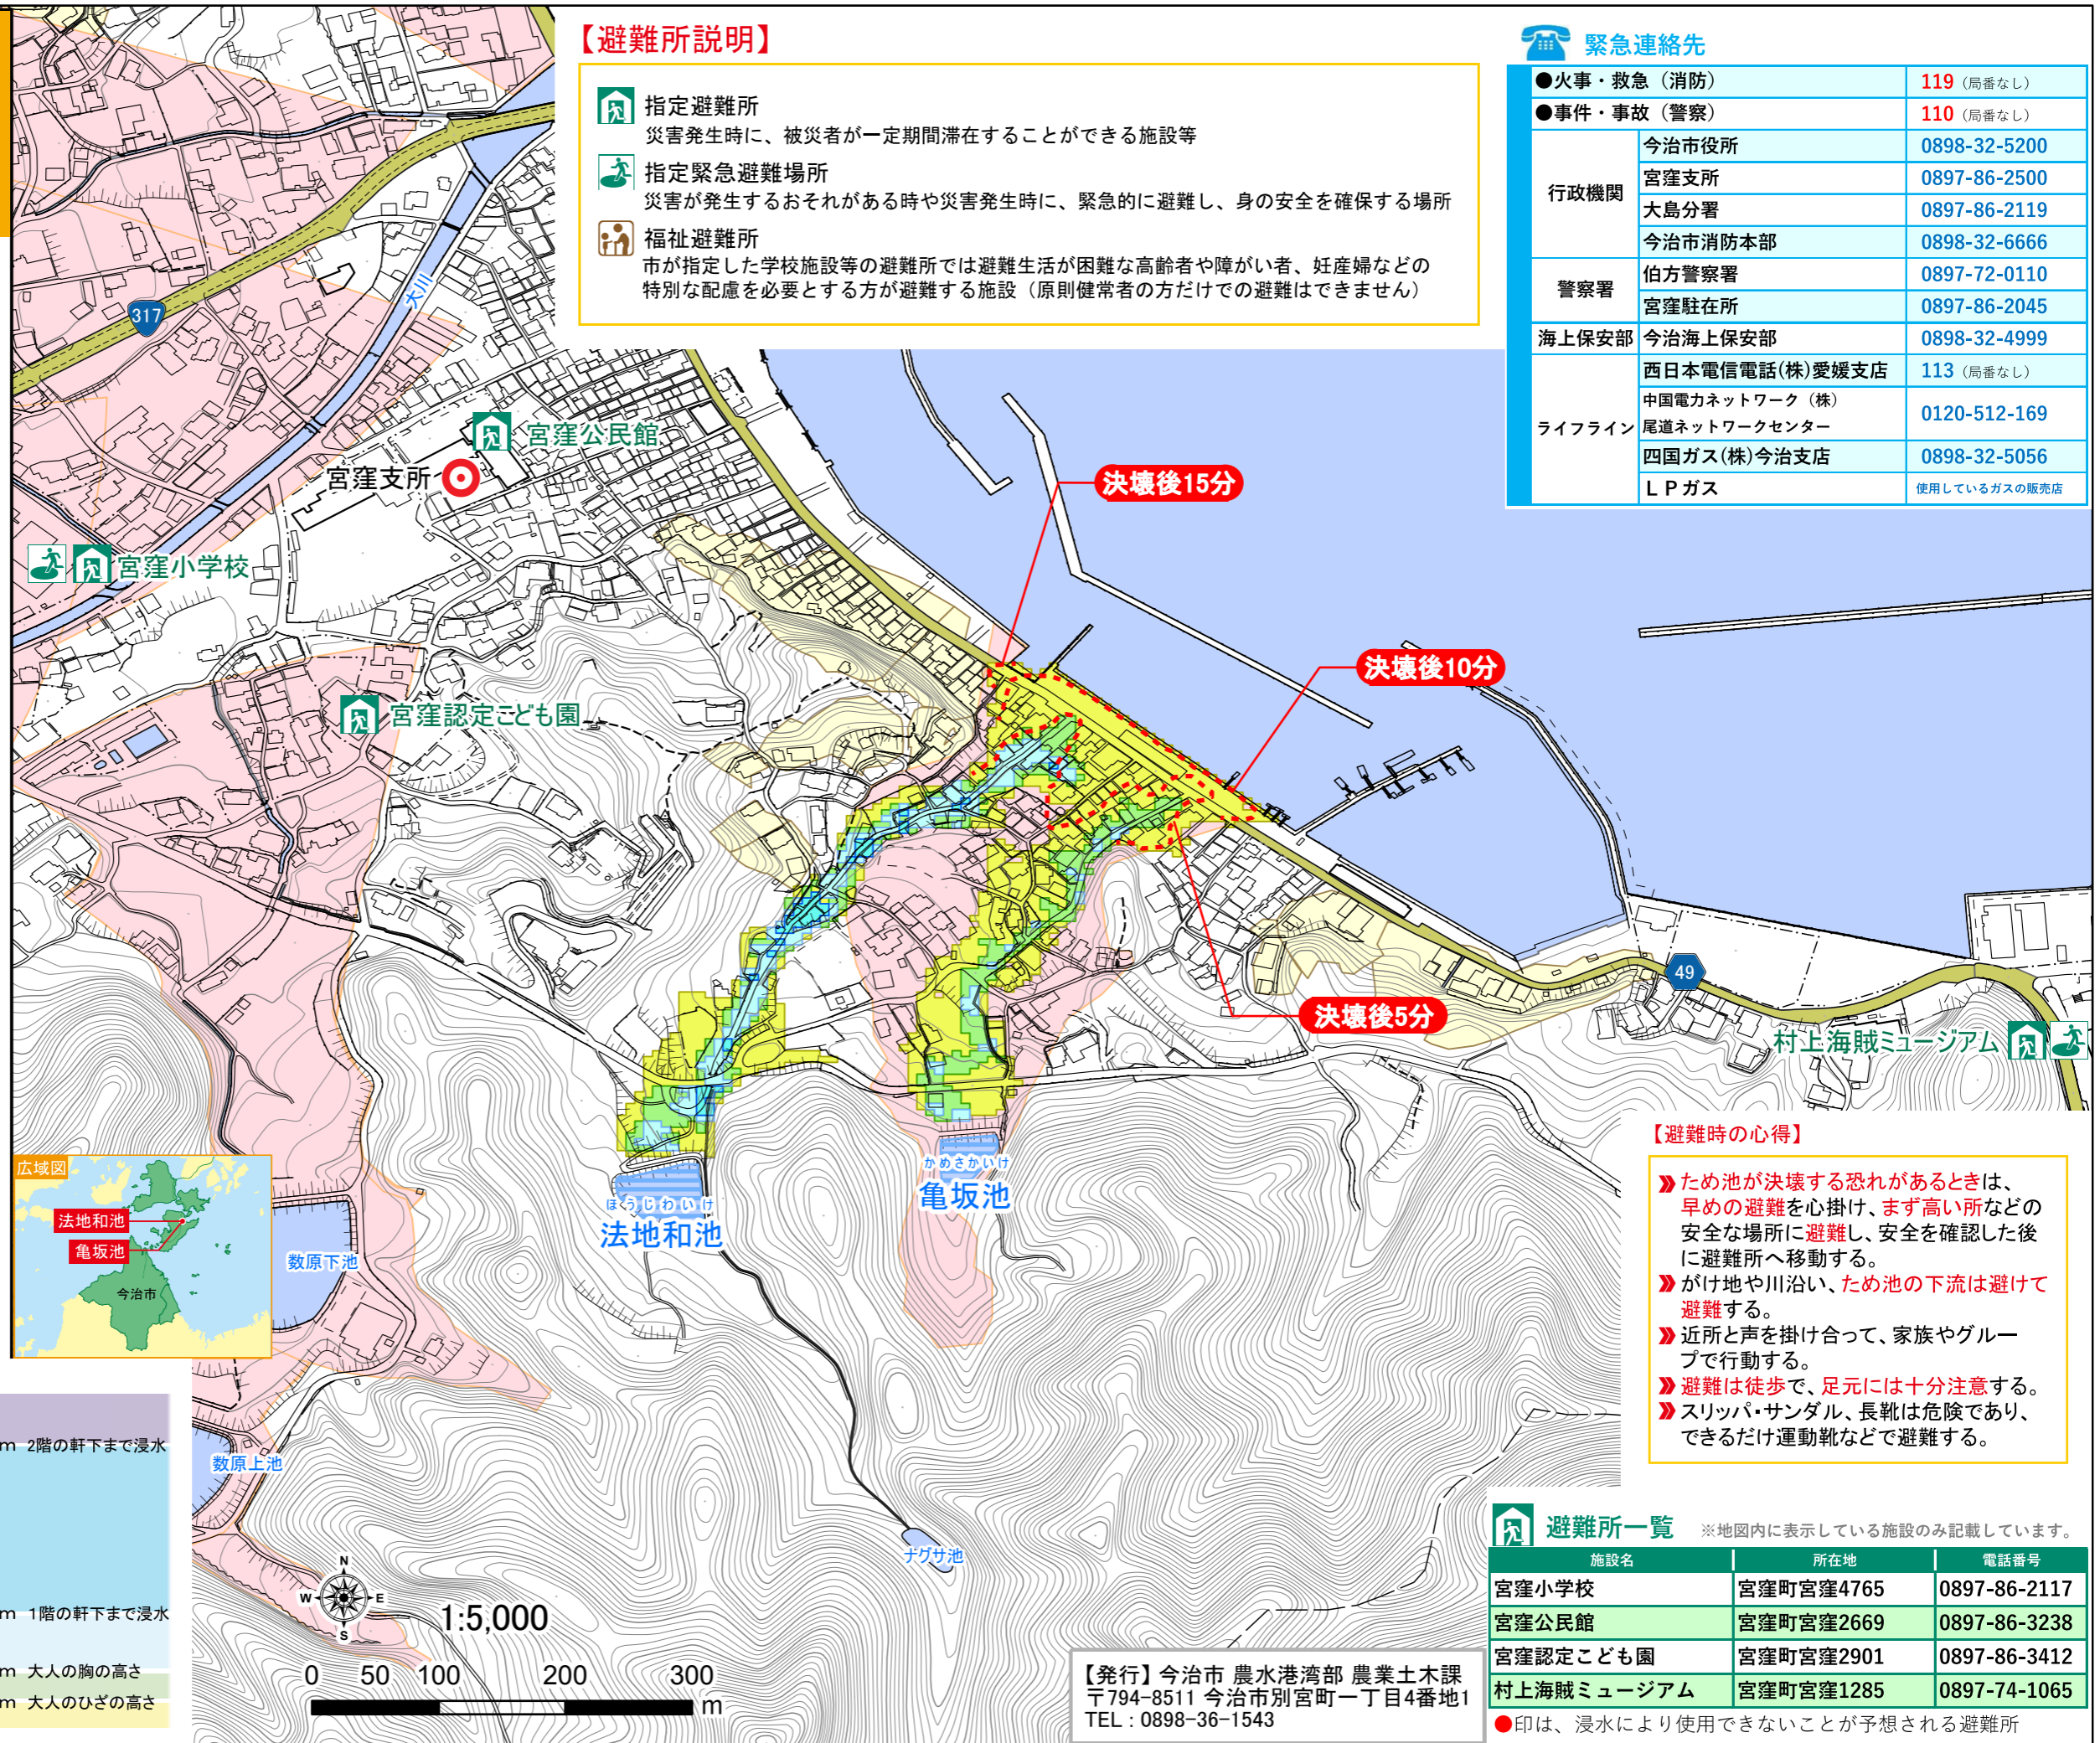 【避難所説明】
指定避難所
災害発生時に、被災者が一定期間滞在することができる施設等
指定緊急避難場所
災害が発生するおそれがある時や災害発生時に、緊急的に避難し、身の安全を確保する場所
福祉避難所
市が指定した学校施設等の避難所では避難生活が困難な高齢者や障がい者、妊産婦などの
特別な配慮を必要とする方が避難する施設（原則健常者の方だけでの避難はできません）
緊急連絡先
●火事・救急（消防） 119（局番なし）
●事件・事故（警察） 110（局番なし）
行政機関
今治市役所 0898-32-5200
宮窪支所 0897-86-2500
大島分署 0897-86-2119
今治市消防本部 0898-32-6666
警察署
伯方警察署 0897-72-0110
宮窪駐在所 0897-86-2045
海上保安部 今治海上保安部 0898-32-4999
ライフライン
西日本電信電話(株)愛媛支店 113（局番なし）
中国電力ネットワーク（株）
尾道ネットワークセンター 0120-512-169
四国ガス(株)今治支店 0898-32-5056
ＬＰガス 使用しているガスの販売店
317
大川
宮窪公民館
宮窪支所
宮窪小学校
宮窪認定こども園
決壊後15分
決壊後10分
決壊後5分
49
村上海賊ミュージアム
かめさかいけ
亀坂池
ほうじわいけ
法地和池
数原下池
数原上池
ナグサ池
広域図
法地和池
亀坂池
今治市
m 2階の軒下まで浸水
m 1階の軒下まで浸水
m 大人の胸の高さ
m 大人のひざの高さ
N
W E
S
1:5,000
0 50 100 200 300
m
【避難時の心得】
ため池が決壊する恐れがあるときは、
早めの避難を心掛け、まず高い所などの
安全な場所に避難し、安全を確認した後
に避難所へ移動する。
がけ地や川沿い、ため池の下流は避けて
避難する。
近所と声を掛け合って、家族やグルー
プで行動する。
避難は徒歩で、足元には十分注意する。
スリッパ・サンダル、長靴は危険であり、
できるだけ運動靴などで避難する。
【発行】今治市 農水港湾部 農業土木課
〒794-8511 今治市別宮町一丁目4番地1
TEL：0898-36-1543
避難所一覧 ※地図内に表示している施設のみ記載しています。
施設名 所在地 電話番号
宮窪小学校 宮窪町宮窪4765 0897-86-2117
宮窪公民館 宮窪町宮窪2669 0897-86-3238
宮窪認定こども園 宮窪町宮窪2901 0897-86-3412
村上海賊ミュージアム 宮窪町宮窪1285 0897-74-1065
●印は、浸水により使用できないことが予想される避難所